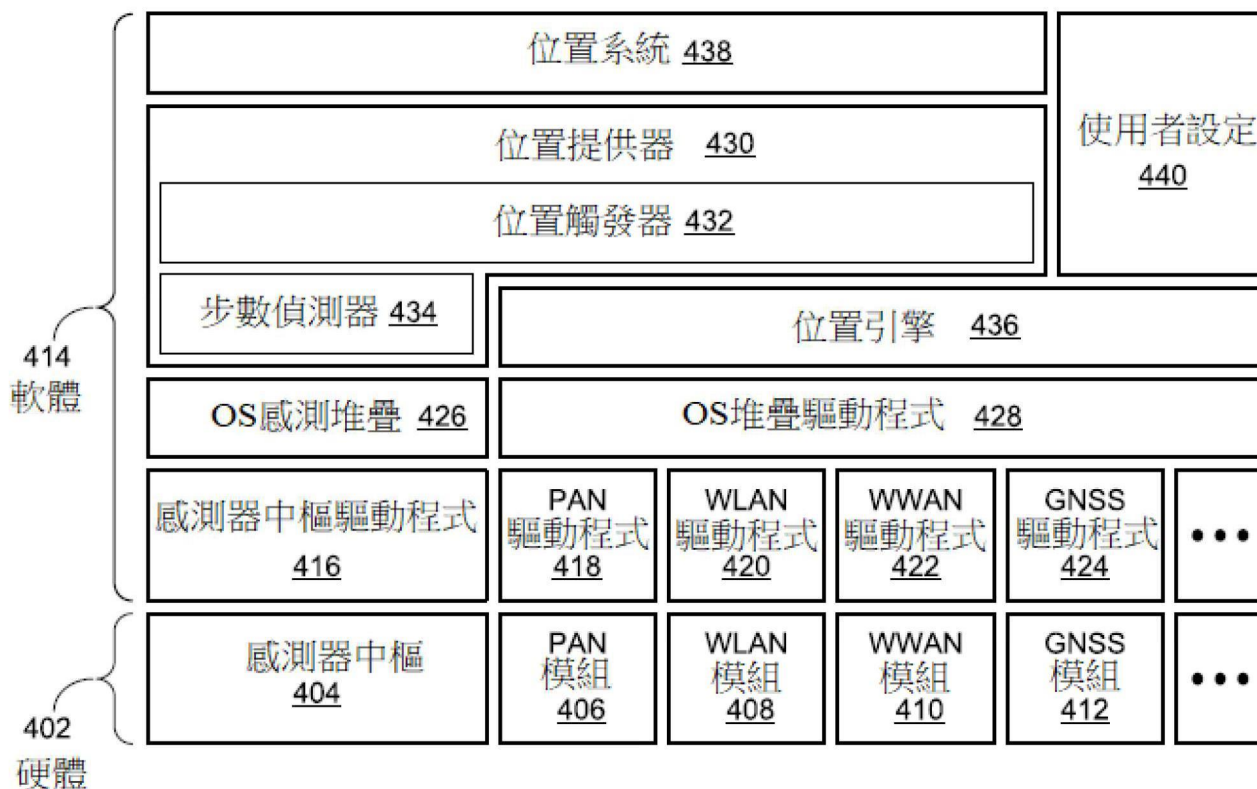 位置系統 438
使用者設定
440
位置提供器 430
位置觸發器 432
步數偵測器 434
位置引擎 436
414
軟體
OS感測堆疊 426
OS堆疊驅動程式 428
感測器中樞驅動程式
416
PAN
驅動程式
418
WLAN
驅動程式
420
WWAN
驅動程式
422
GNSS
驅動程式
424
•••
感測器中樞
404
PAN
模組
406
WLAN
模組
408
WWAN
模組
410
GNSS
模組
412
•••
402
硬體